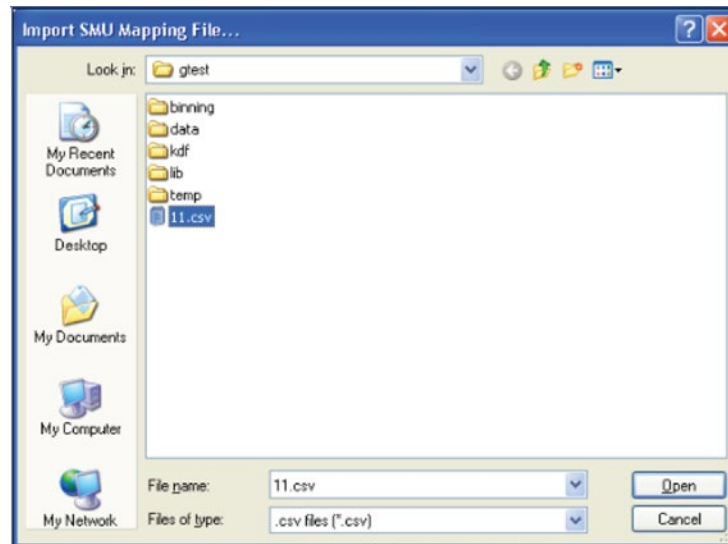 Import SMU Mapping File...
Look in: gtest
My Recent
Documents
Desktop
My Documents
My Computer
My Network
binning
data
kdf
lib
temp
11.csv
File name: 11.csv Open
Files of type: .csv files (*.csv) Cancel